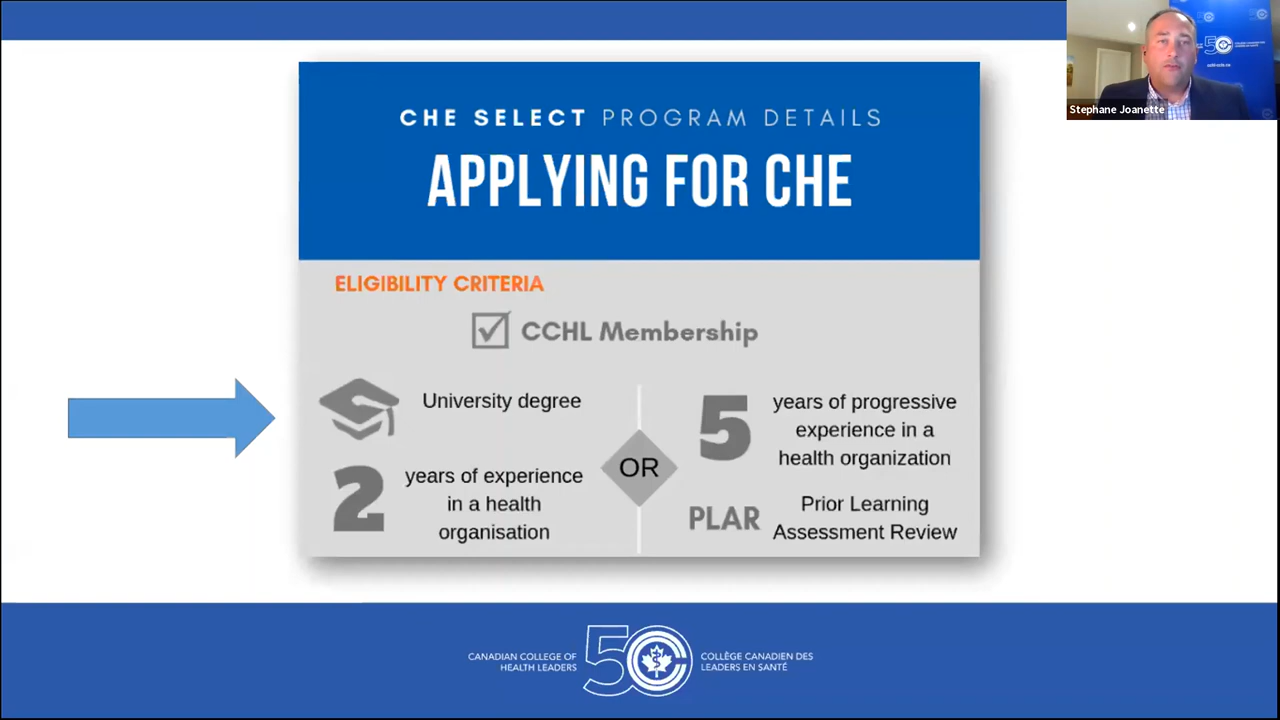 CHE SELECT PROGRAM DETAILS
APPLYING FOR CHE
ELIGIBILITY CRITERIA
CCHL Membership
University degree
2
years of experience
in a health
organisation
OR
5
years of progressive
experience in a
health organization
PLAR
Prior Learning
Assessment Review
Stephane Joanette
50
CANADIAN COLLEGE OF
HEALTH LEADERS
50
COLLÈGE CANADIEN DES
LEADERS EN SANTÉ